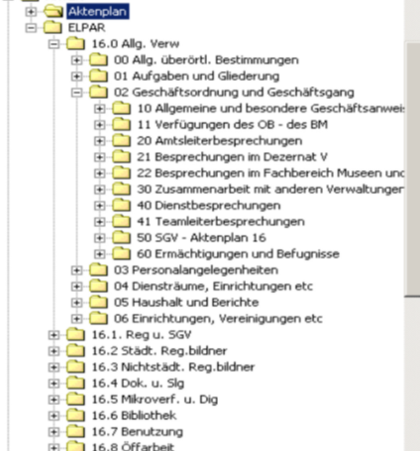 Aktenplan
ELPAR
16.0 Allg. Verw
00 Allg. überörtl. Bestimmungen
01 Aufgaben und Gliederung
02 Geschäftsordnung und Geschäftsgang
10 Allgemeine und besondere Geschäftsanweis
11 Verfügungen des OB - des BM
20 Amtsleiterbesprechungen
21 Besprechungen im Dezernat V
22 Besprechungen im Fachbereich Museen und
30 Zusammenarbeit mit anderen Verwaltunger
40 Dienstbesprechungen
41 Teamleiterbesprechungen
50 SGV - Aktenplan 16
60 Ermächtigungen und Befugnisse
03 Personalangelegenheiten
04 Diensträume, Einrichtungen etc
05 Haushalt und Berichte
06 Einrichtungen, Vereinigungen etc
16.1. Reg u. SGV
16.2 Städt. Reg.bildner
16.3 Nichtstädt. Reg.bildner
16.4 Dok. u. Slg
16.5 Mikroverf. u. Dig
16.6 Bibliothek
16.7 Benutzung
16.8 Öffarbeit